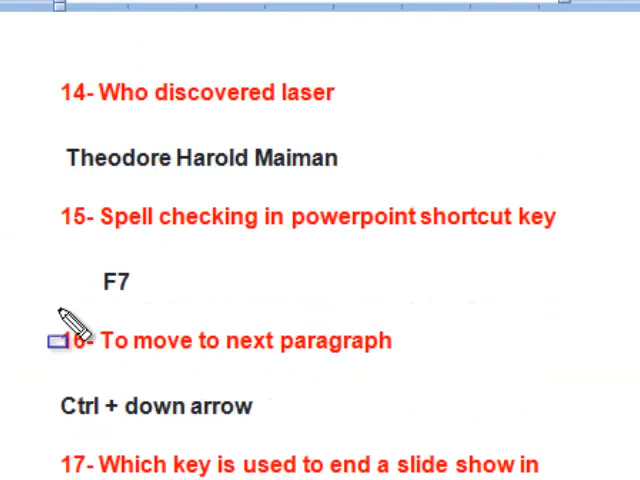 14- Who discovered laser
Theodore Harold Maiman
15- Spell checking in powerpoint shortcut key
F7
16- To move to next paragraph
Ctrl + down arrow
17- Which key is used to end a slide show in